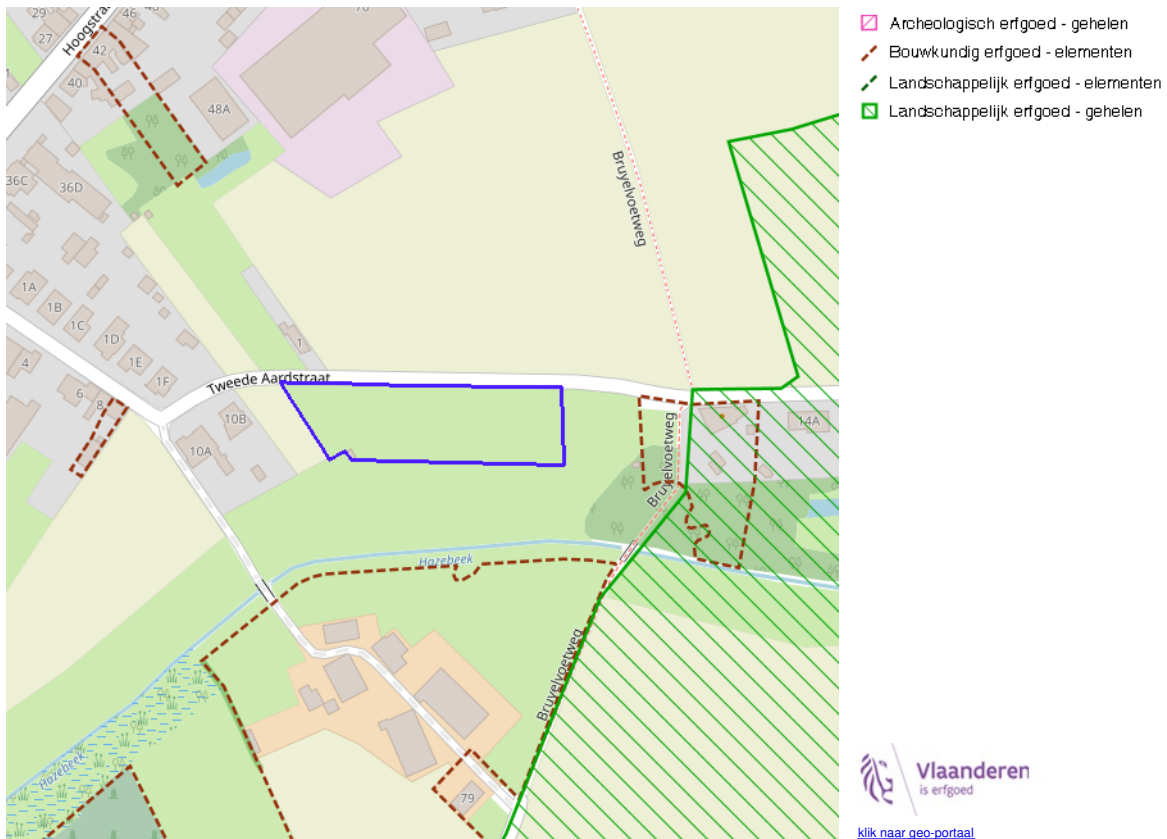 29
27
Hoogstraat
46
42
40
48A
36C
36D
Bruyelvoetweg
1A
1B
1C
1D
1E
1F
1
4
6
8
Tweede Aardstraat
10B
10A
14A
Bruyelvoetweg
Hazebeek
Bruyelvoetweg
Hazebeek
79
Archeologisch erfgoed - gehelen
Bouwkundig erfgoed - elementen
Landschappelijk erfgoed - elementen
Landschappelijk erfgoed - gehelen
Vlaanderen
is erfgoed
klik naar geo-portaal